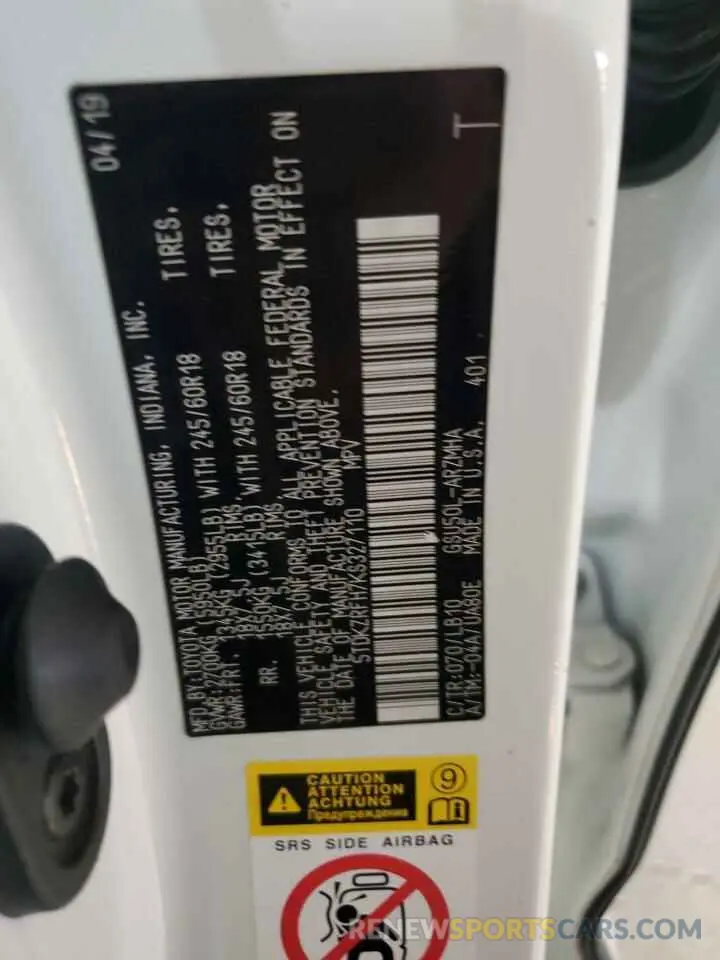 MFD.BY:TOYOTA MOTOR MANUFACTURING, INDIANA, INC. 04/19
GVWR:2700KG (5950LB)
GAWR:FRT. 1345KG (2955LB) WITH 245/60R18 TIRES,
18X7.5J RIMS
RR. 1550KG (3415LB) WITH 245/60R18 TIRES,
18X7.5J RIMS
THIS VEHICLE CONFORMS TO ALL APPLICABLE FEDERAL MOTOR
VEHICLE SAFETY AND THEFT PREVENTION STANDARDS IN EFFECT ON
THE DATE OF MANUFACTURE SHOWN ABOVE.
5TDKZRFH7KS327110 MPV
C/TR:070/LB10 GSU50L-ARZMHA
A/TM:-04A/UA80E MADE IN U.S.A. 401
T
CAUTION
ATTENTION
ACHTUNG
Предупреждение
9
SRS SIDE AIRBAG
RENEWSPORTSCARS.COM